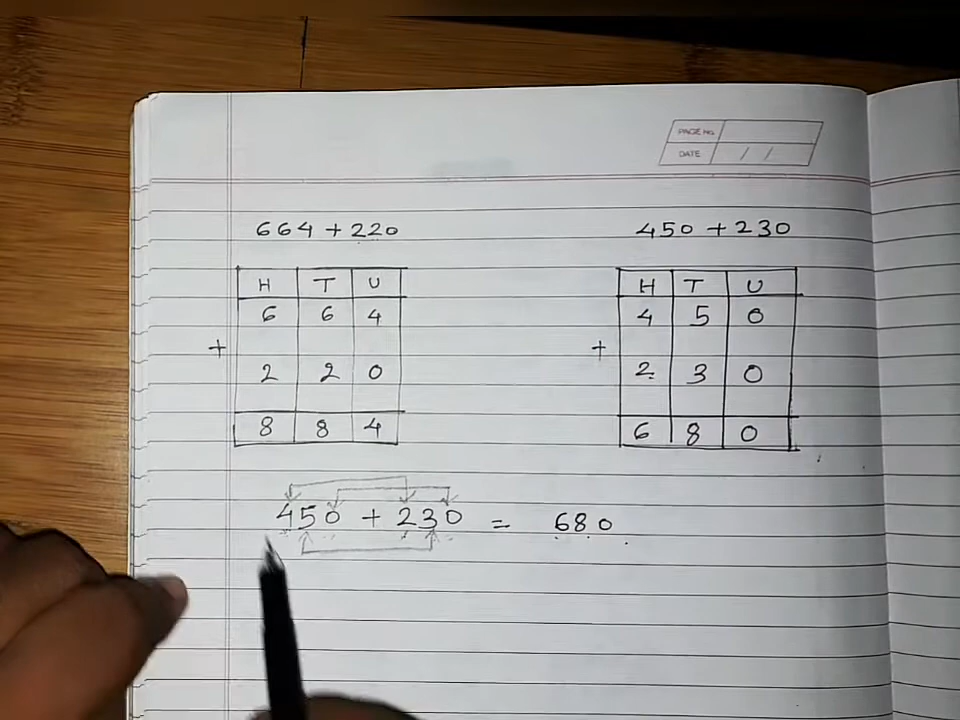 PAGE No.
DATE / /
664 + 220
H T U
6 6 4
+
2 2 0
8 8 4
450 + 230
H T U
4 5 0
+
2 3 0
6 8 0
450 + 230 = 680